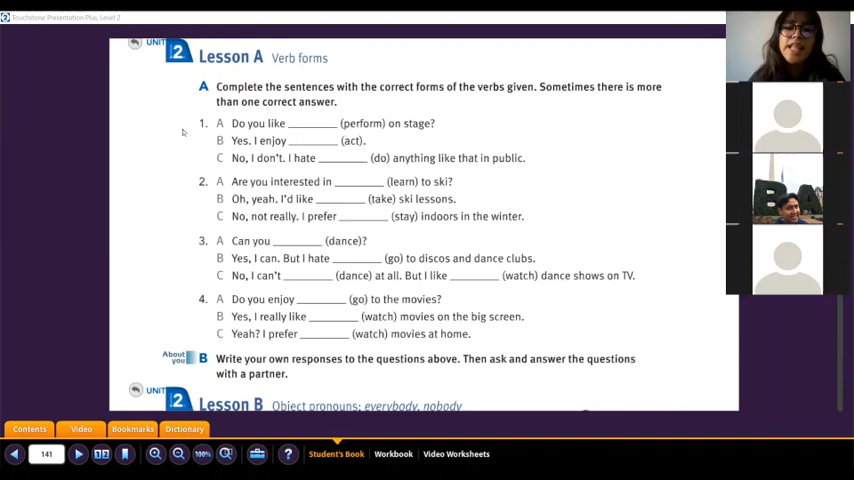 Touchstone Presentation Plus, Level 2
UNIT 2 Lesson A Verb forms
A Complete the sentences with the correct forms of the verbs given. Sometimes there is more
than one correct answer.
1. A Do you like ________ (perform) on stage?
B Yes. I enjoy ________ (act).
C No, I don't. I hate ________ (do) anything like that in public.
2. A Are you interested in ________ (learn) to ski?
B Oh, yeah. I'd like ________ (take) ski lessons.
C No, not really. I prefer ________ (stay) indoors in the winter.
3. A Can you ________ (dance)?
B Yes, I can. But I hate ________ (go) to discos and dance clubs.
C No, I can't ________ (dance) at all. But I like ________ (watch) dance shows on TV.
4. A Do you enjoy ________ (go) to the movies?
B Yes, I really like ________ (watch) movies on the big screen.
C Yeah? I prefer ________ (watch) movies at home.
About you B Write your own responses to the questions above. Then ask and answer the questions
with a partner.
UNIT 2 Lesson B Object pronouns; everybody, nobody
Contents Video Bookmarks Dictionary
141 1 2 100% ? Student's Book Workbook Video Worksheets
BA